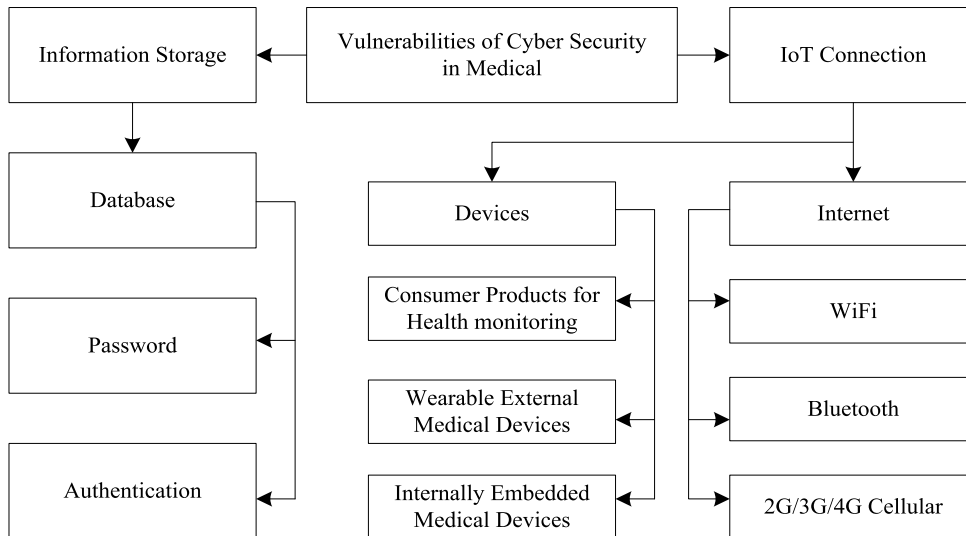 Information Storage
Vulnerabilities of Cyber Security
in Medical
IoT Connection
Database
Devices
Internet
Consumer Products for
Health monitoring
WiFi
Password
Wearable External
Medical Devices
Bluetooth
Authentication
Internally Embedded
Medical Devices
2G/3G/4G Cellular